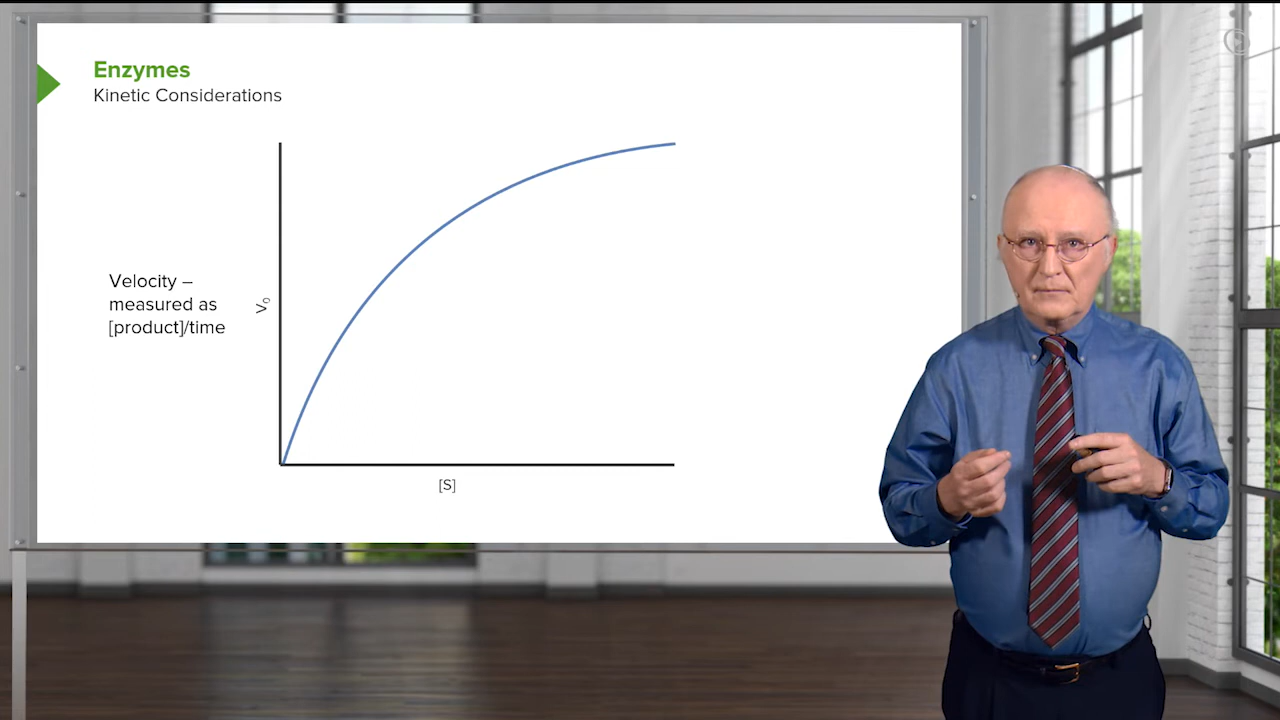 Enzymes
Kinetic Considerations
Velocity –
measured as
[product]/time
V₀
[S]